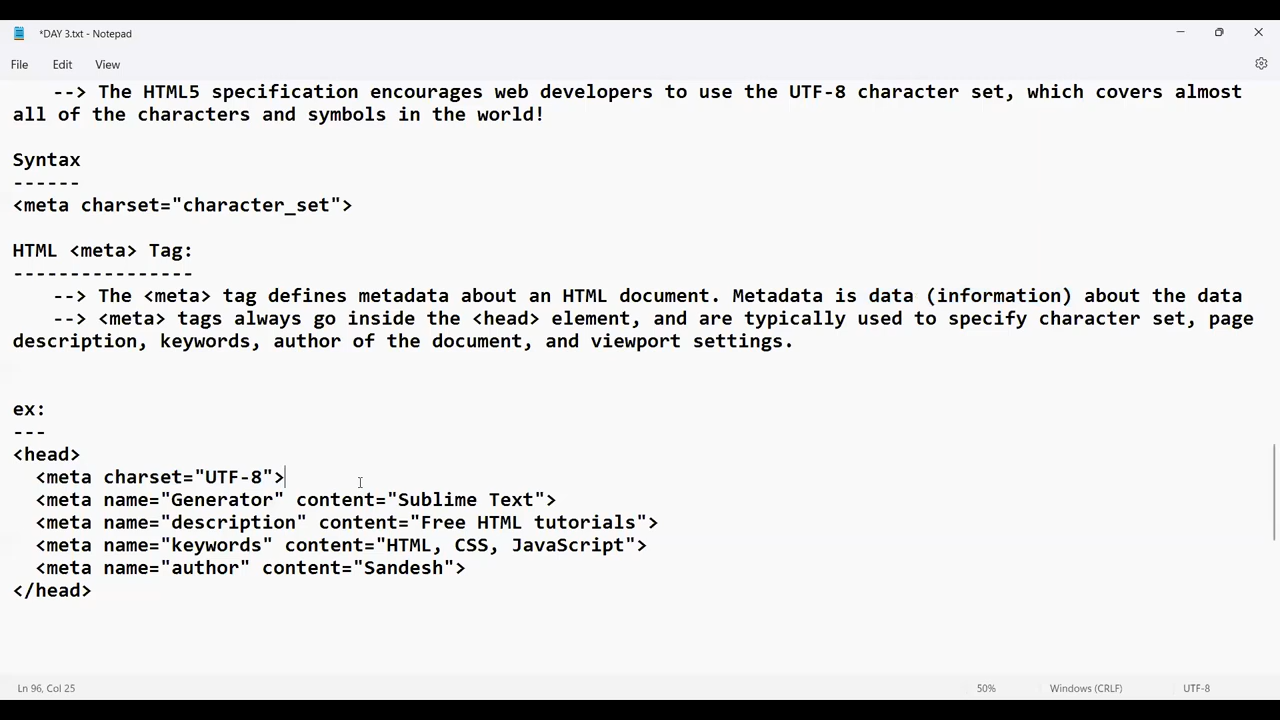 *DAY 3.txt - Notepad
File Edit View
--> The HTML5 specification encourages web developers to use the UTF-8 character set, which covers almost
all of the characters and symbols in the world!
Syntax
------
<meta charset="character_set">
HTML <meta> Tag:
----------------
--> The <meta> tag defines metadata about an HTML document. Metadata is data (information) about the data
--> <meta> tags always go inside the <head> element, and are typically used to specify character set, page
description, keywords, author of the document, and viewport settings.
ex:
---
<head>
<meta charset="UTF-8">
<meta name="Generator" content="Sublime Text">
<meta name="description" content="Free HTML tutorials">
<meta name="keywords" content="HTML, CSS, JavaScript">
<meta name="author" content="Sandesh">
</head>
Ln 96, Col 25 50% Windows (CRLF) UTF-8